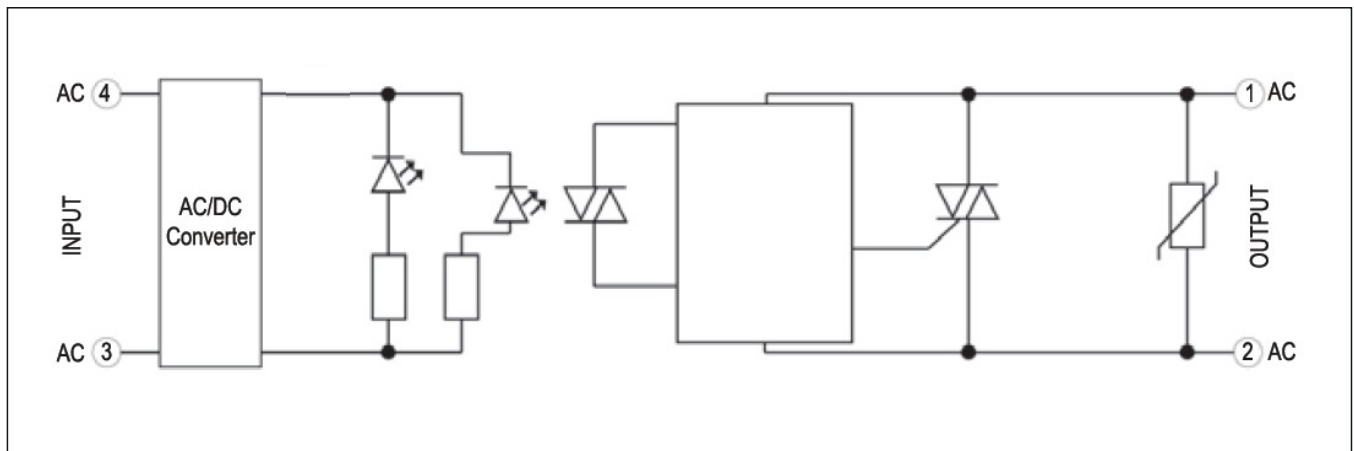 AC 4
1 AC
INPUT
AC/DC
Converter
OUTPUT
AC 3
2 AC